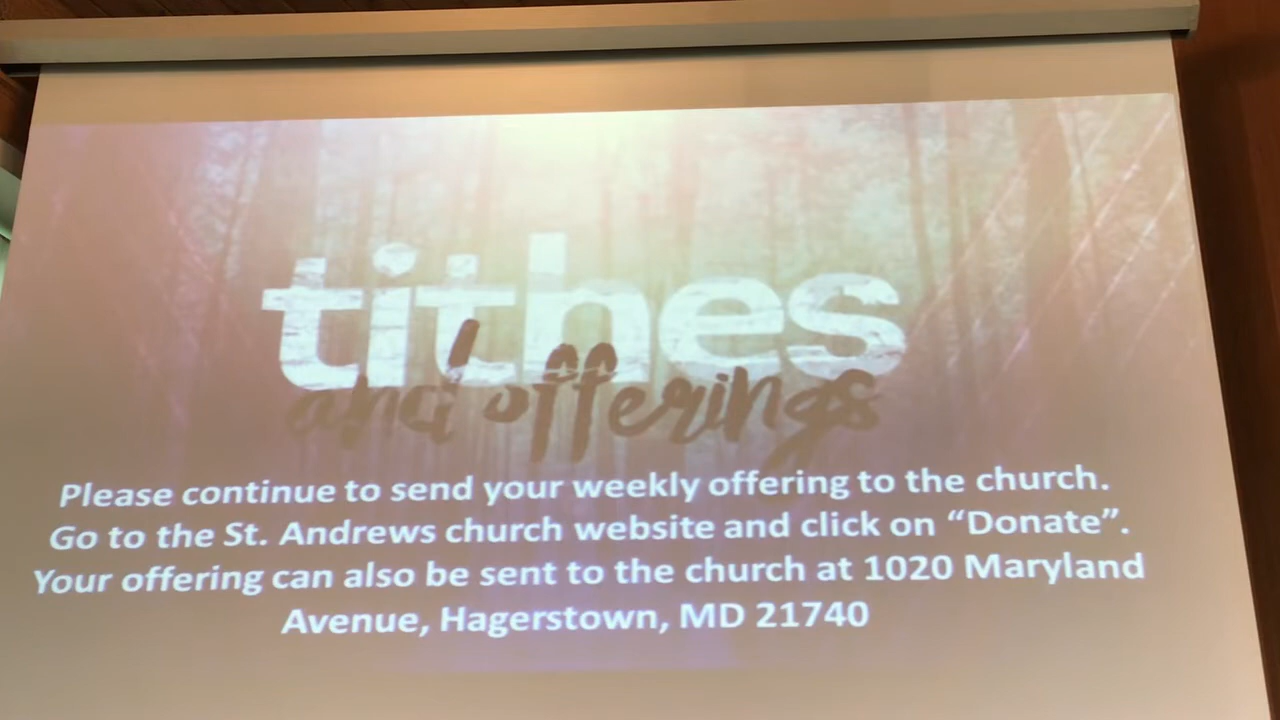 tithes
and offerings
Please continue to send your weekly offering to the church.
Go to the St. Andrews church website and click on “Donate”.
Your offering can also be sent to the church at 1020 Maryland
Avenue, Hagerstown, MD 21740